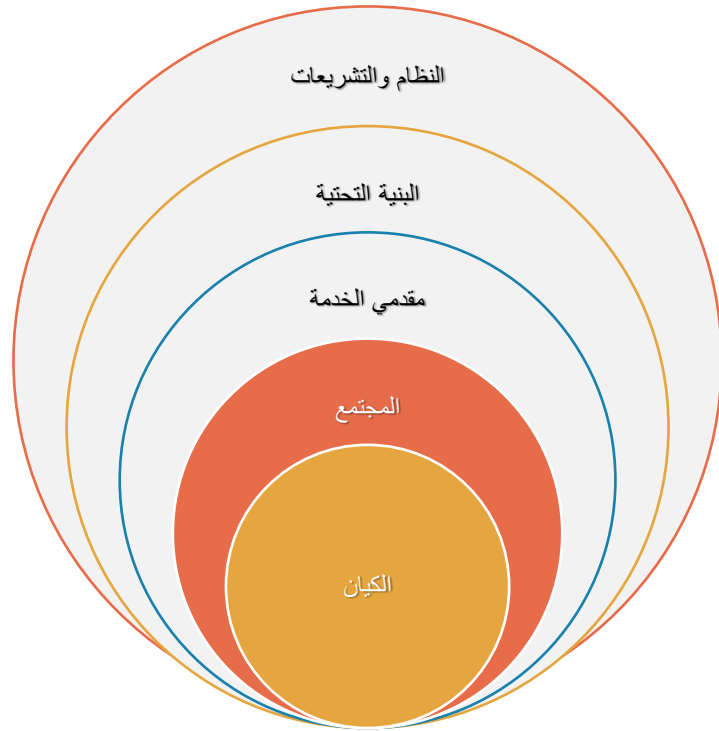 النظام والتشريعات
البنية التحتية
مقدمي الخدمة
المجتمع
الكيان